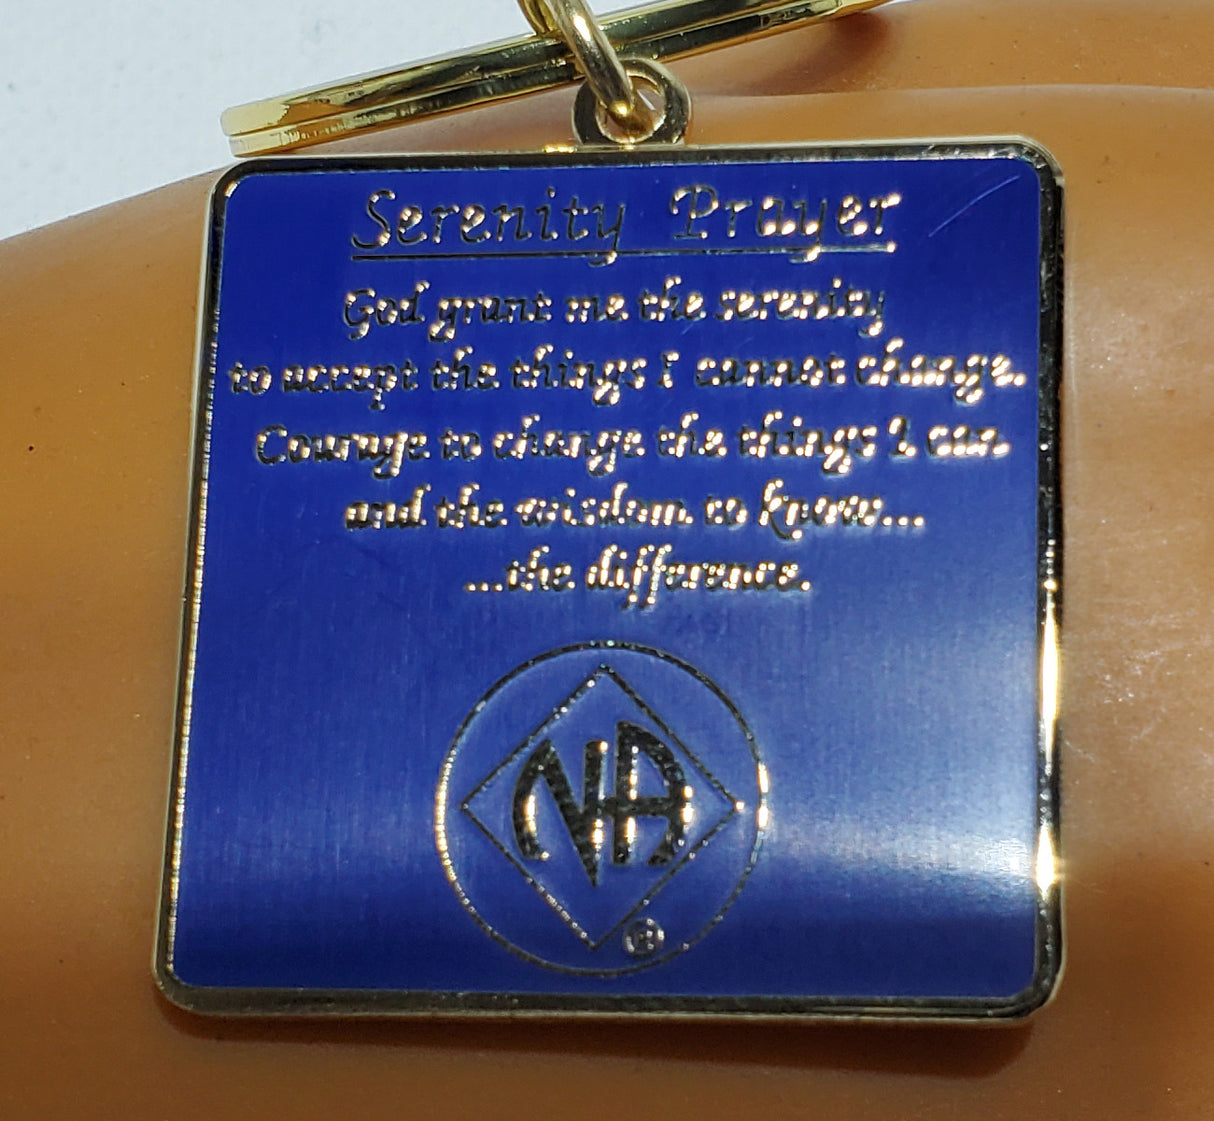 Serenity Prayer
God grant me the serenity
to accept the things I cannot change.
Courage to change the things I can
and the wisdom to know...
...the difference.
NA
®